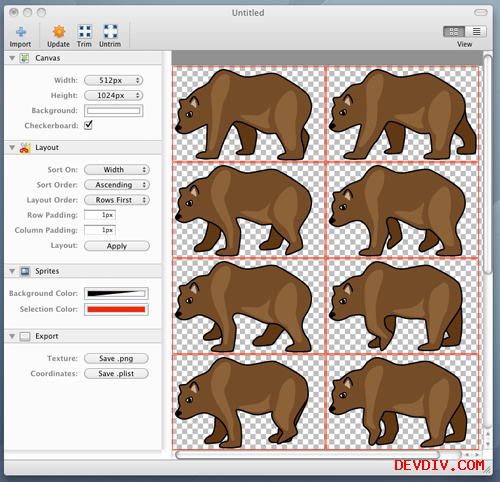 Untitled
Import
Update
Trim
Untrim
View
Canvas
Width: 512px
Height: 1024px
Background:
Checkerboard:
Layout
Sort On: Width
Sort Order: Ascending
Layout Order: Rows First
Row Padding: 1px
Column Padding: 1px
Layout: Apply
Sprites
Background Color:
Selection Color:
Export
Texture: Save .png
Coordinates: Save .plist
DEVDIV.COM